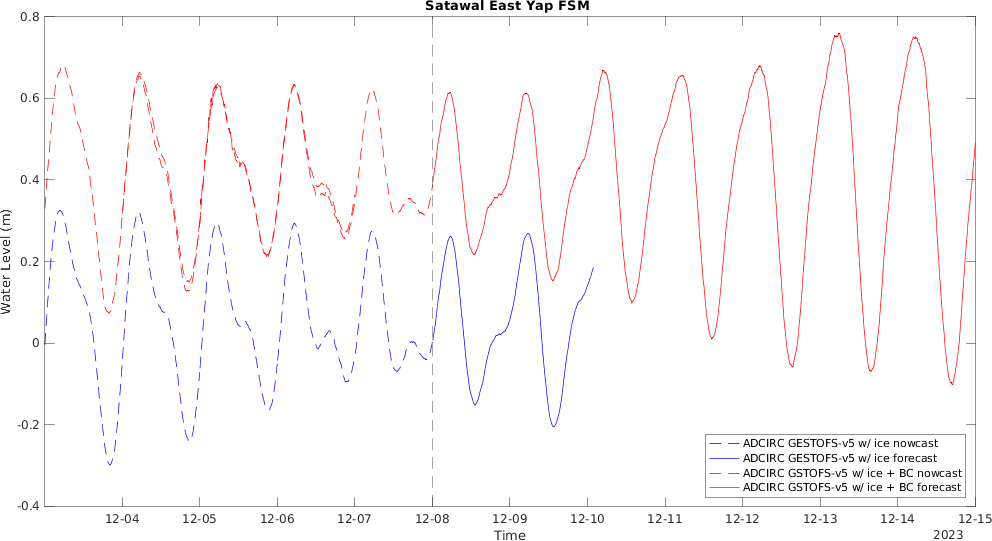 Satawal East Yap FSM
0.8
0.6
0.4
0.2
0
-0.2
-0.4
Water Level (m)
ADCIRC GESTOFS-v5 w/ ice nowcast
ADCIRC GESTOFS-v5 w/ ice forecast
ADCIRC GSTOFS-v5 w/ ice + BC nowcast
ADCIRC GSTOFS-v5 w/ ice + BC forecast
12-04 12-05 12-06 12-07 12-08 12-09 12-10 12-11 12-12 12-13 12-14 12-15
Time
2023